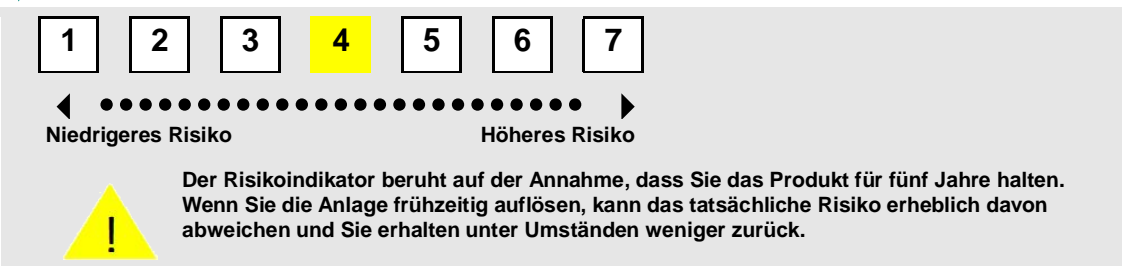 1 2 3 4 5 6 7
Niedrigeres Risiko Höheres Risiko
Der Risikoindikator beruht auf der Annahme, dass Sie das Produkt für fünf Jahre halten.
Wenn Sie die Anlage frühzeitig auflösen, kann das tatsächliche Risiko erheblich davon
abweichen und Sie erhalten unter Umständen weniger zurück.
!